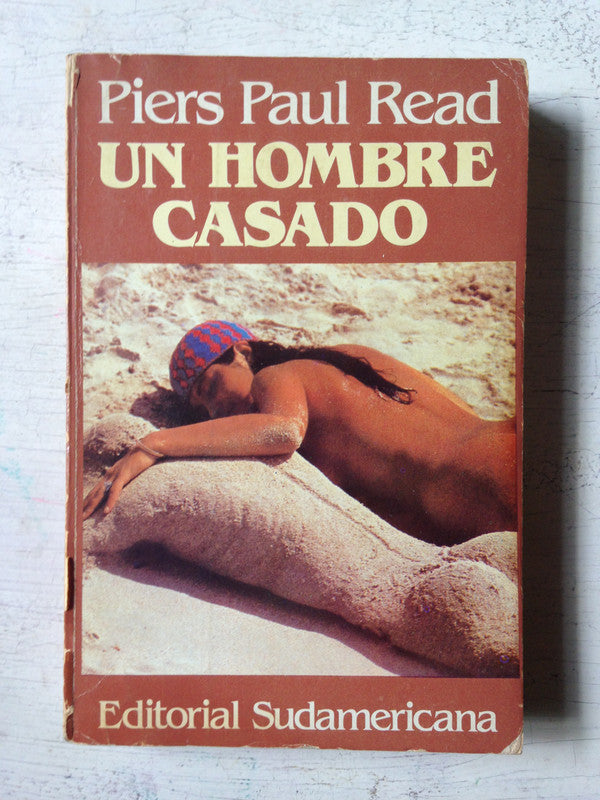 Piers Paul Read
UN HOMBRE
CASADO
Editorial Sudamericana